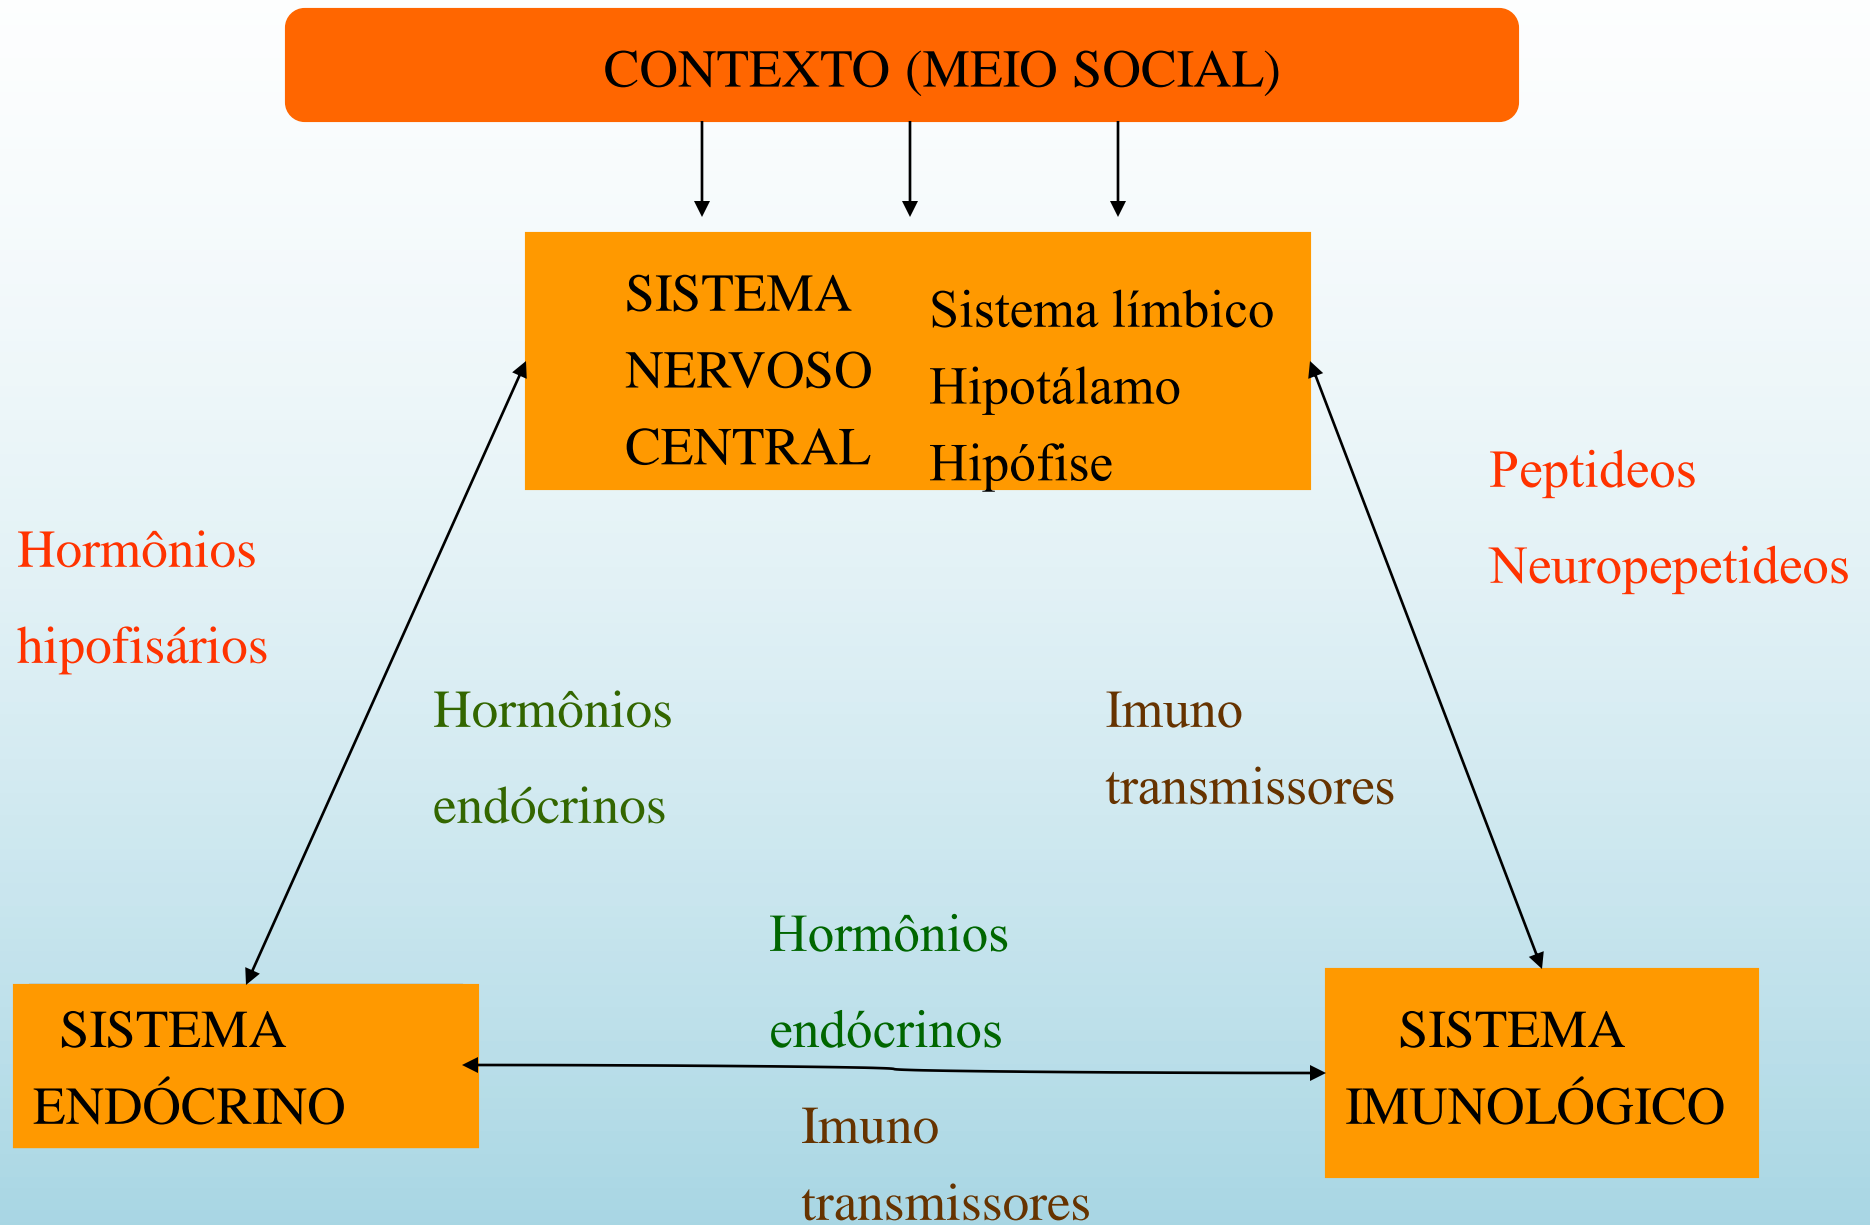 CONTEXTO (MEIO SOCIAL)
SISTEMA
NERVOSO
CENTRAL
Sistema límbico
Hipotálamo
Hipófise
Peptideos
Neuropepetideos
Hormônios
hipofisários
Hormônios
endócrinos
Imuno
transmissores
Hormônios
endócrinos
SISTEMA
ENDÓCRINO
SISTEMA
IMUNOLÓGICO
Imuno
transmissores